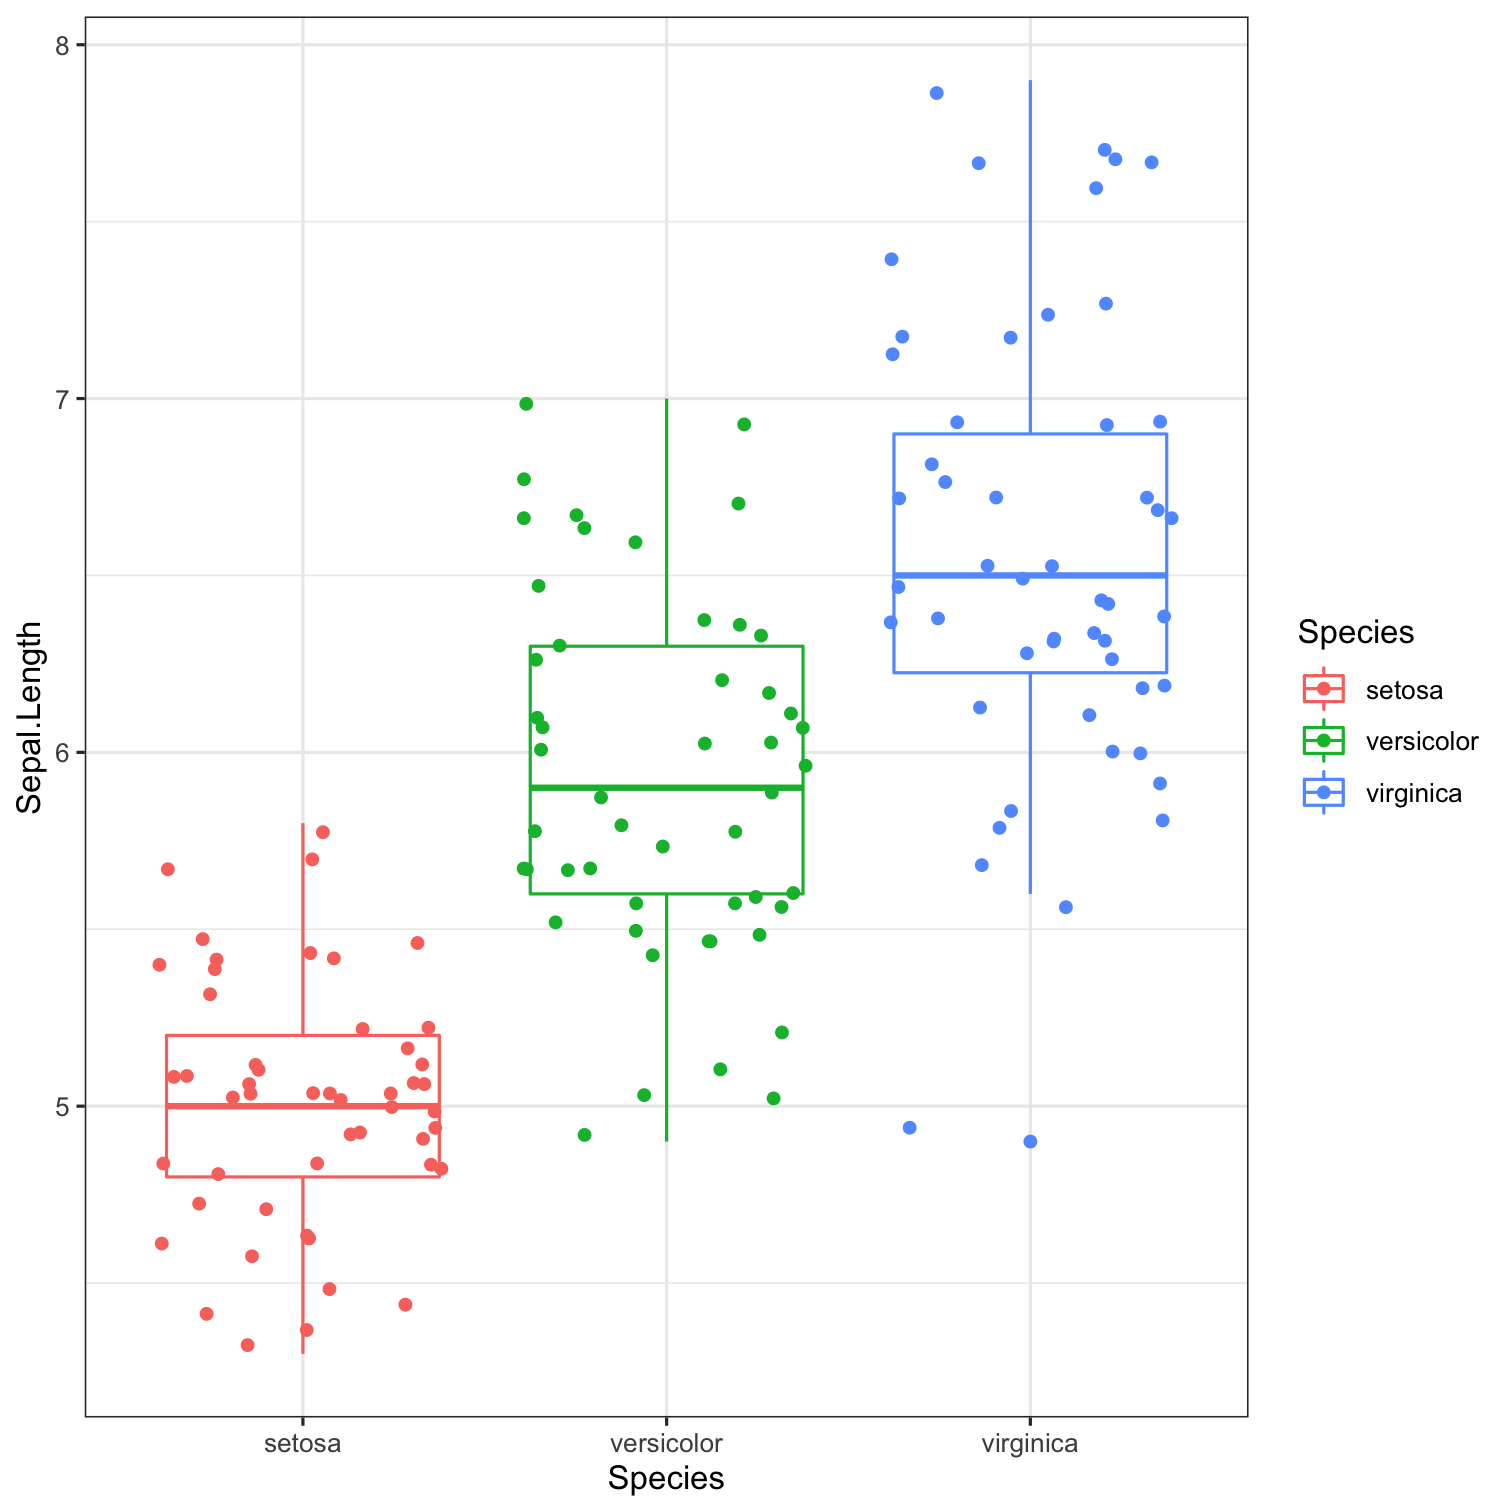 8
7
6
5
Sepal.Length
setosa
versicolor
virginica
Species
Species
setosa
versicolor
virginica